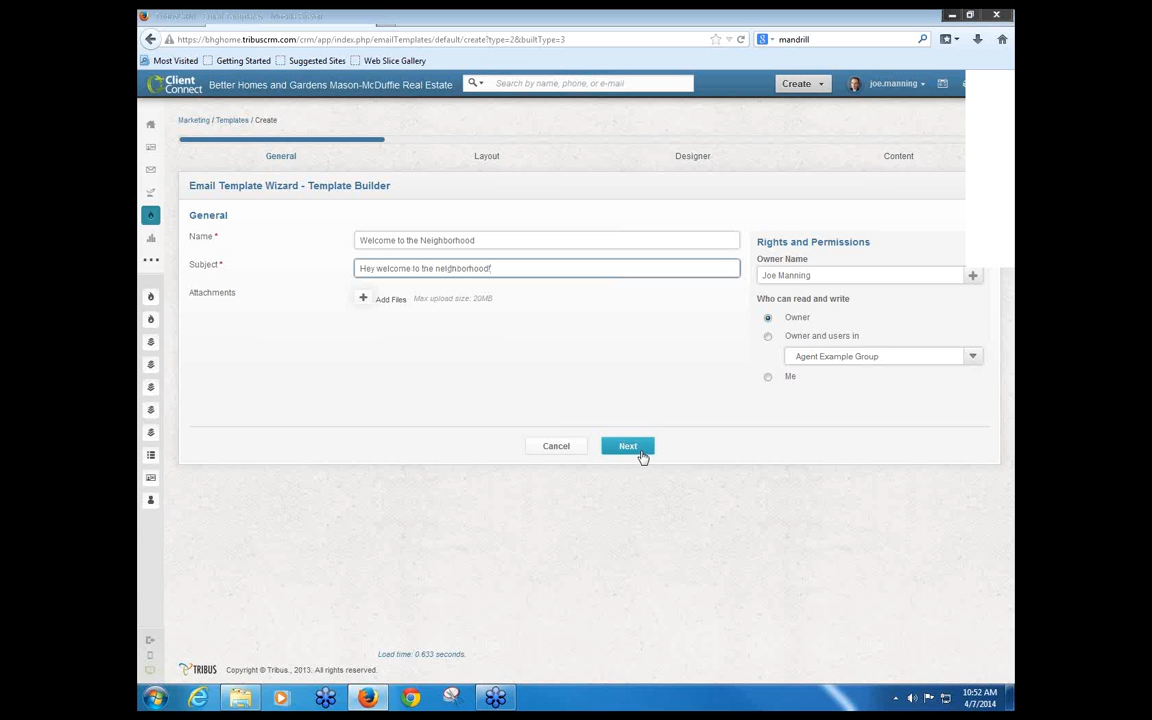 https://bhghome.tribuscrm.com/crm/app/index.php/emailTemplates/default/create?type=2&builtType=3
mandrill
Most Visited
Getting Started
Suggested Sites
Web Slice Gallery
Client Connect
Better Homes and Gardens Mason-McDuffie Real Estate
Search by name, phone, or e-mail
Create
joe.manning
Marketing / Templates / Create
General
Layout
Designer
Content
Email Template Wizard - Template Builder
General
Name *
Welcome to the Neighborhood
Subject *
Hey welcome to the neighborhood!
Attachments
Add Files
Max upload size: 20MB
Rights and Permissions
Owner Name
Joe Manning
Who can read and write
Owner
Owner and users in
Agent Example Group
Me
Cancel
Next
Load time: 0.633 seconds.
TRIBUS
Copyright © Tribus., 2013. All rights reserved.
10:52 AM
4/7/2014